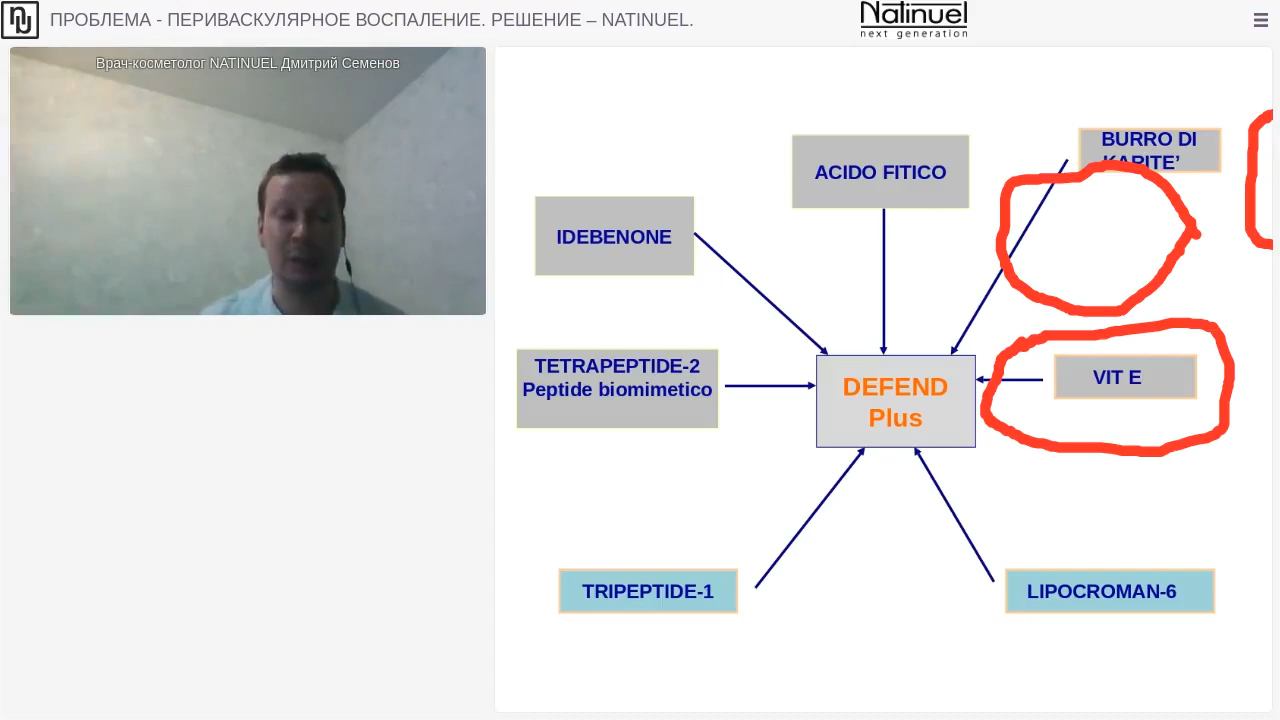 ПРОБЛЕМА - ПЕРИВАСКУЛЯРНОЕ ВОСПАЛЕНИЕ. РЕШЕНИЕ – NATINUEL.
Natinuel
next generation
Врач-косметолог NATINUEL Дмитрий Семенов
BURRO DI
KARITE’
ACIDO FITICO
IDEBENONE
TETRAPEPTIDE-2
Peptide biomimetico
VIT E
DEFEND
Plus
TRIPEPTIDE-1
LIPOCROMAN-6